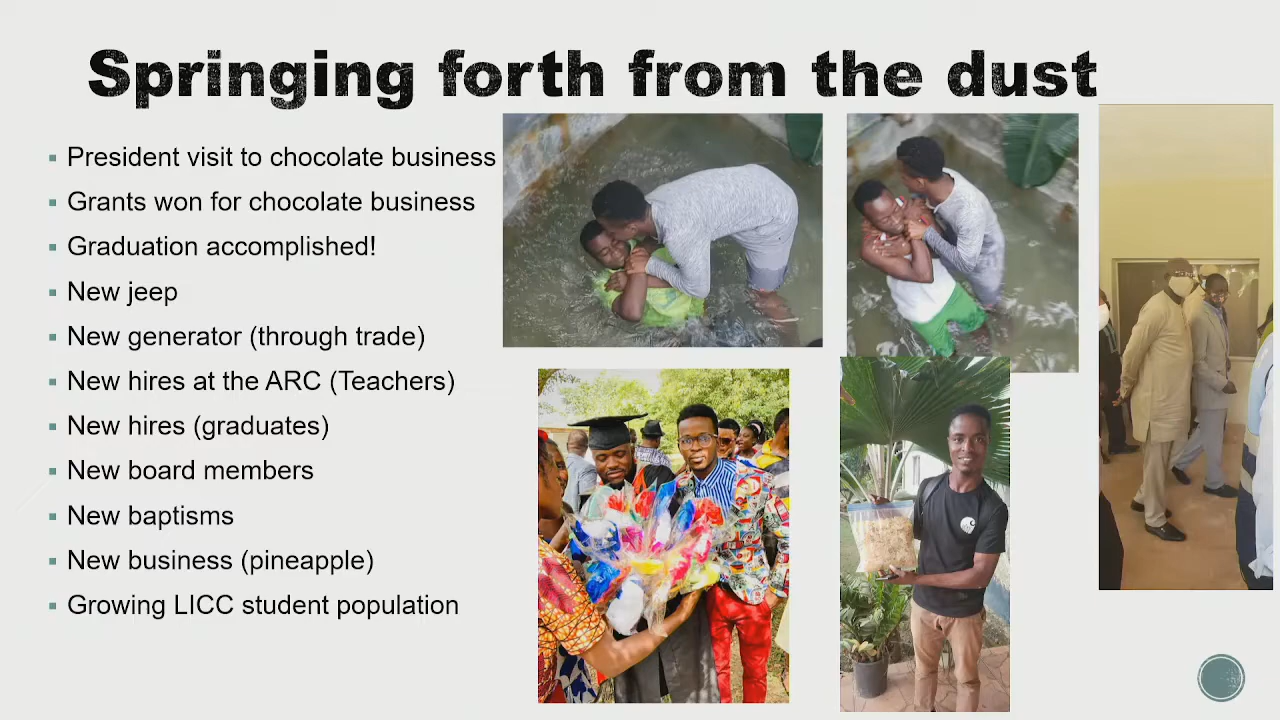 Springing forth from the dust
President visit to chocolate business
Grants won for chocolate business
Graduation accomplished!
New jeep
New generator (through trade)
New hires at the ARC (Teachers)
New hires (graduates)
New board members
New baptisms
New business (pineapple)
Growing LICC student population